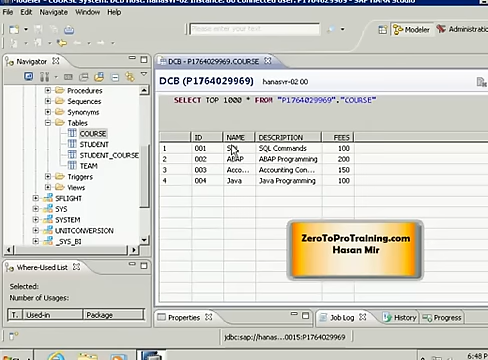 Modeler - COURSE System: DCB Host: hanasvr-02 Instance: 00 Connected user: P1764029969 - SAP HANA Studio
File Edit Navigate Window Help
Modeler
Administration
Navigator
DCB - P1764029969.COURSE
DCB (P1764029969) hanasvr-02 00
SELECT TOP 1000 * FROM "P1764029969","COURSE"
Procedures
Sequences
Synonyms
Tables
COURSE
STUDENT
STUDENT_COURSE
TEAM
Triggers
Views
SFLIGHT
SYS
SYSTEM
UNITCONVERSION
_SYS_BI
ID NAME DESCRIPTION FEES
1 001 SQL Commands 100
2 002 ABAP ABAP Programming 200
3 003 Acco... Accounting Con... 150
4 004 Java Java Programming 100
ZeroToProTraining.com
Hasan Mir
Where-Used List
Selected:
Number of Usages:
T. Used-in Package
Properties
Job Log
History
Progress
jdbc:sap://hanas...0015:P1764029969
6:48 P